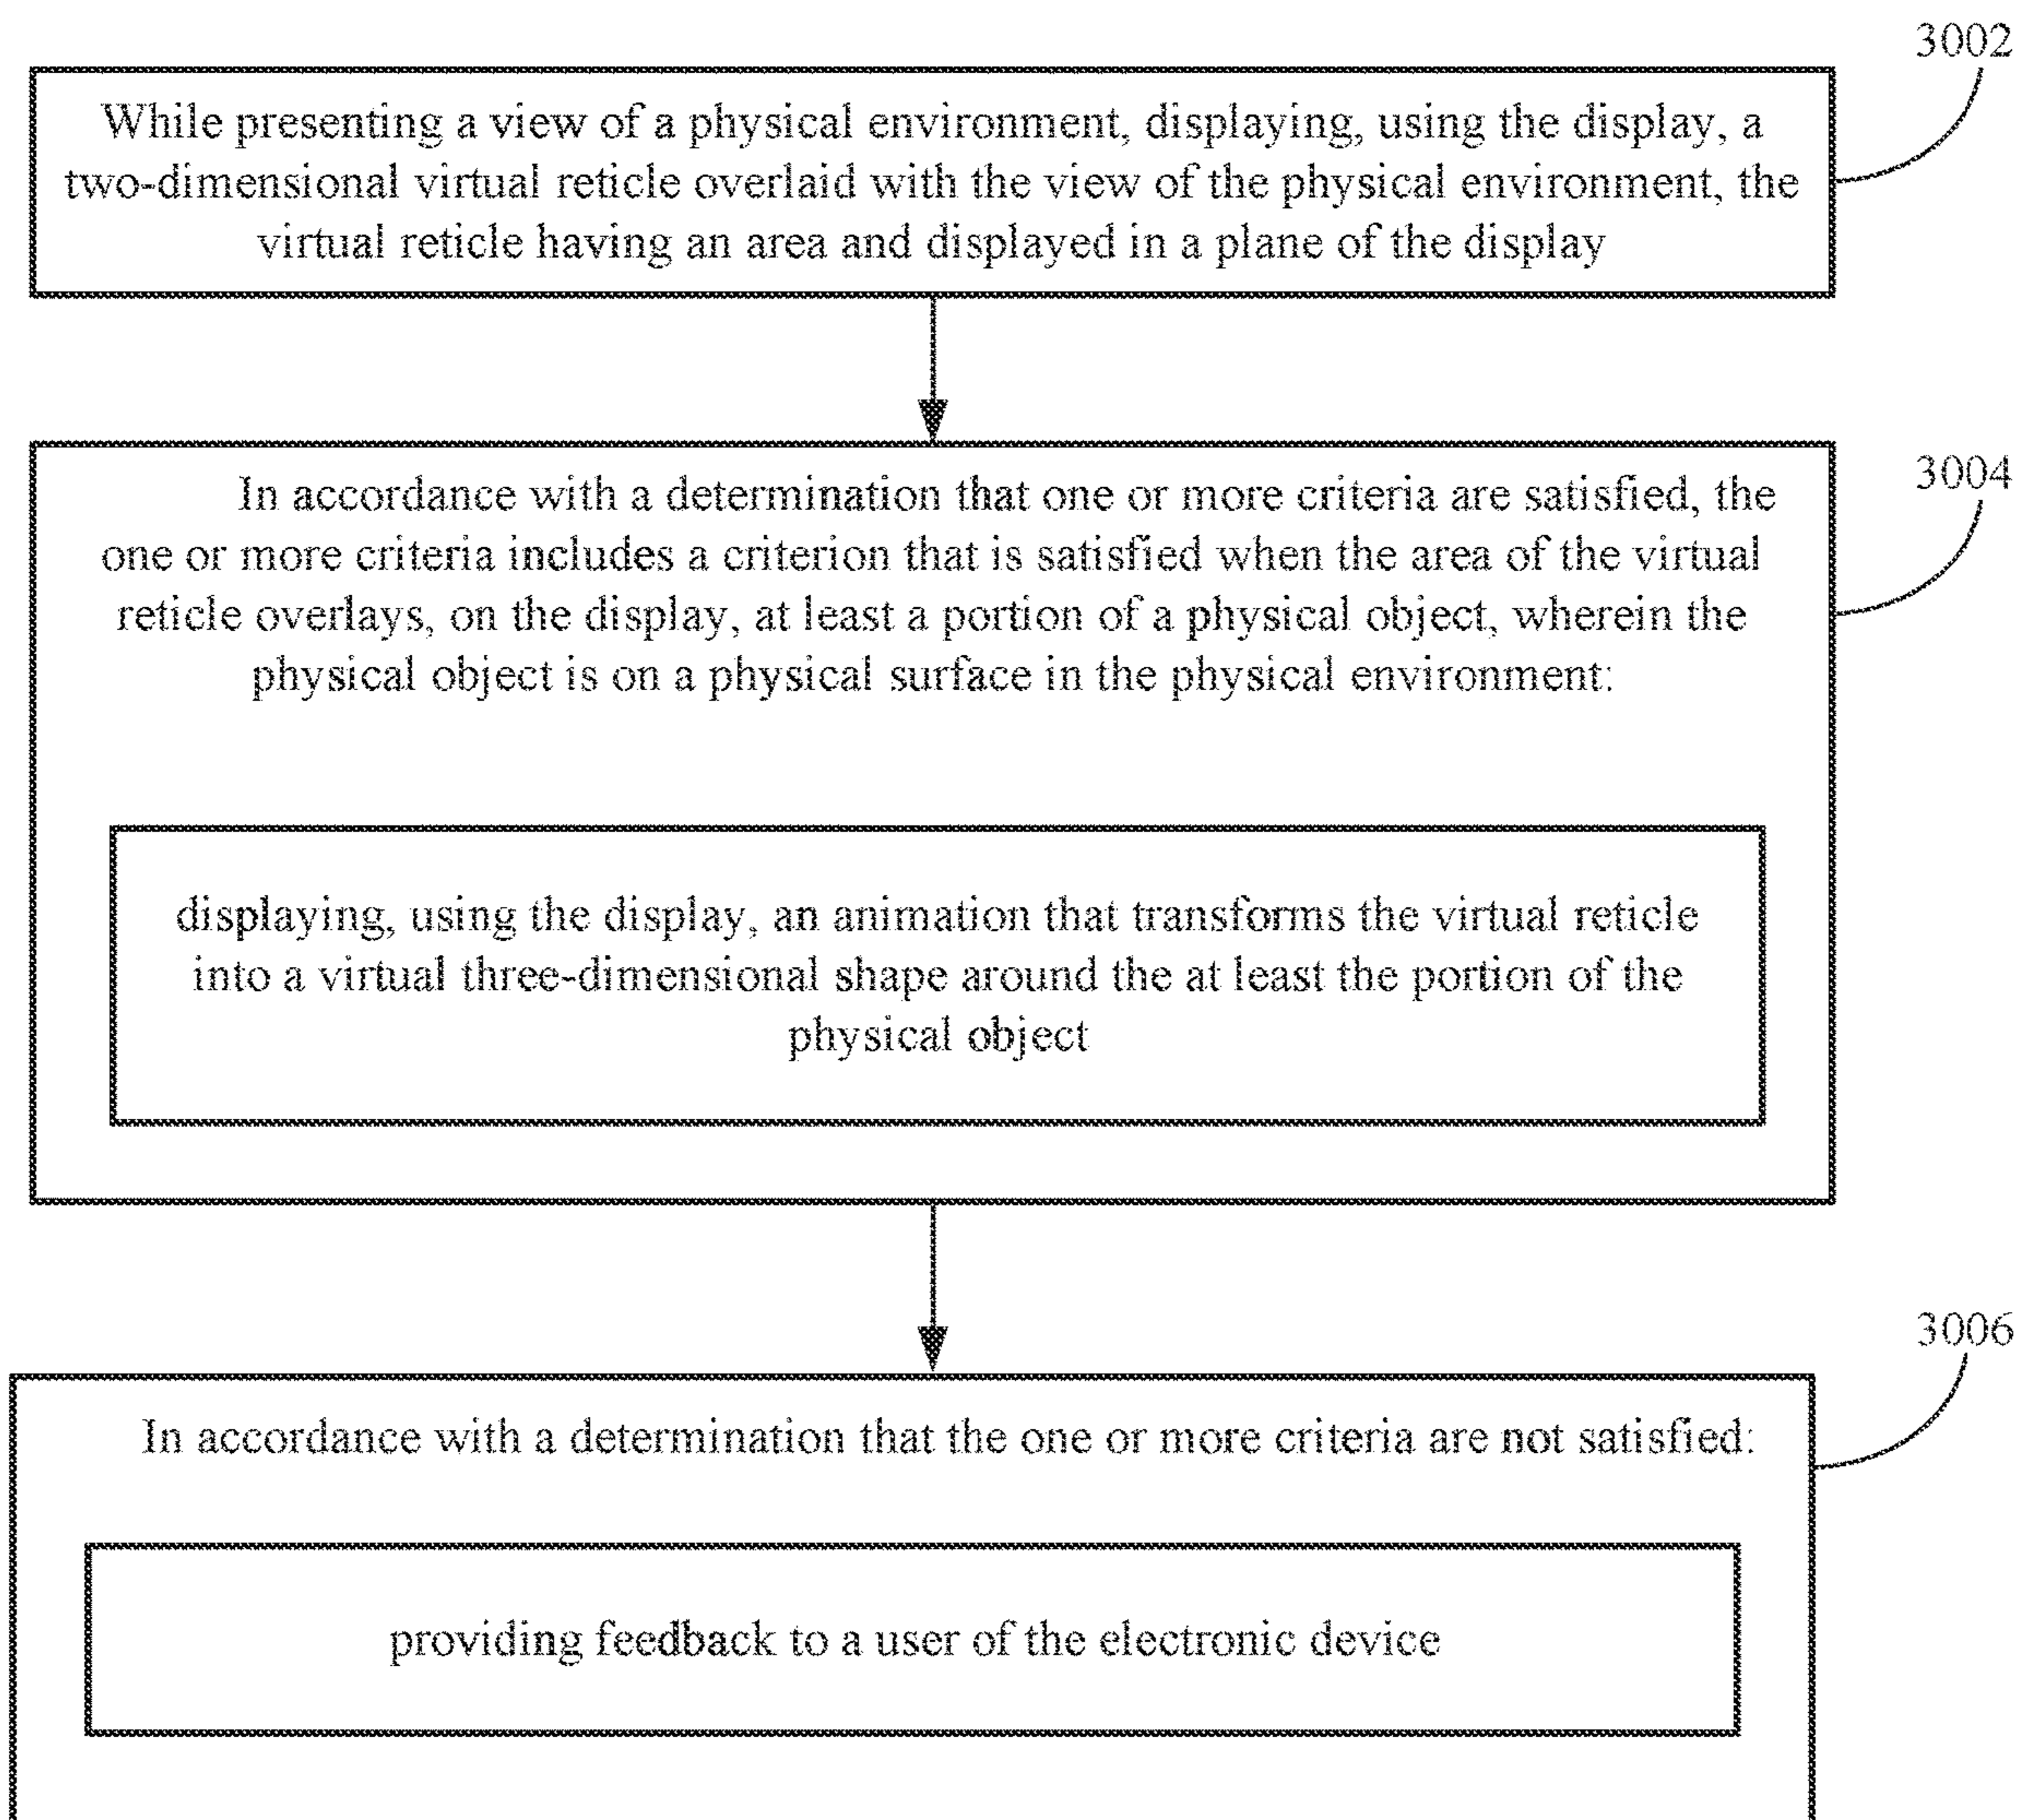 3002
While presenting a view of a physical environment, displaying, using the display, a
two-dimensional virtual reticle overlaid with the view of the physical environment, the
virtual reticle having an area and displayed in a plane of the display
3004
In accordance with a determination that one or more criteria are satisfied, the
one or more criteria includes a criterion that is satisfied when the area of the virtual
reticle overlays, on the display, at least a portion of a physical object, wherein the
physical object is on a physical surface in the physical environment:
displaying, using the display, an animation that transforms the virtual reticle
into a virtual three-dimensional shape around the at least the portion of the
physical object
3006
In accordance with a determination that the one or more criteria are not satisfied:
providing feedback to a user of the electronic device